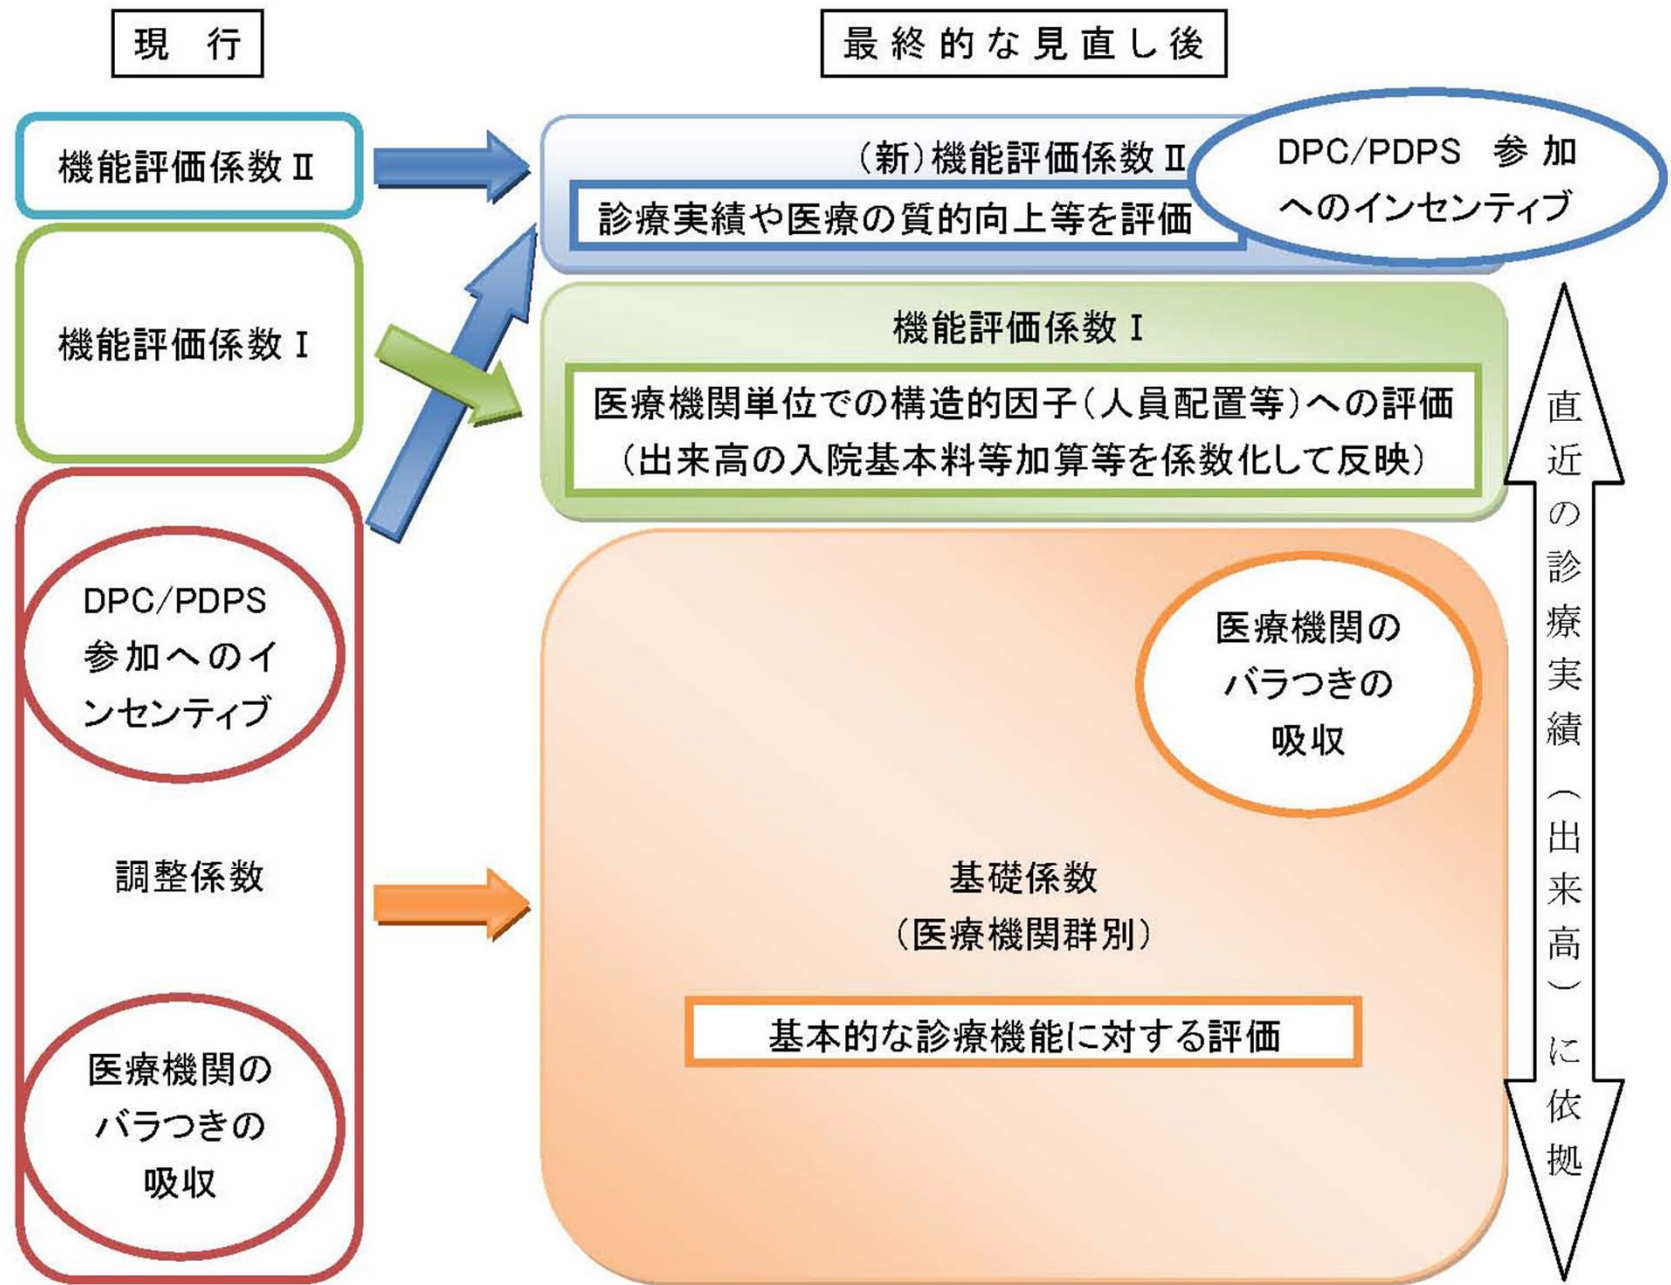 現 行
機能評価係数Ⅱ
機能評価係数Ⅰ
DPC/PDPS
参加へのイ
ンセンティブ
調整係数
医療機関の
バラつきの
吸収
最終的な見直し後
(新)機能評価係数Ⅱ
診療実績や医療の質的向上等を評価
DPC/PDPS 参加
へのインセンティブ
機能評価係数Ⅰ
医療機関単位での構造的因子(人員配置等)への評価
(出来高の入院基本料等加算等を係数化して反映)
医療機関の
バラつきの
吸収
基礎係数
(医療機関群別)
基本的な診療機能に対する評価
直近の診療実績(出来高)に依拠